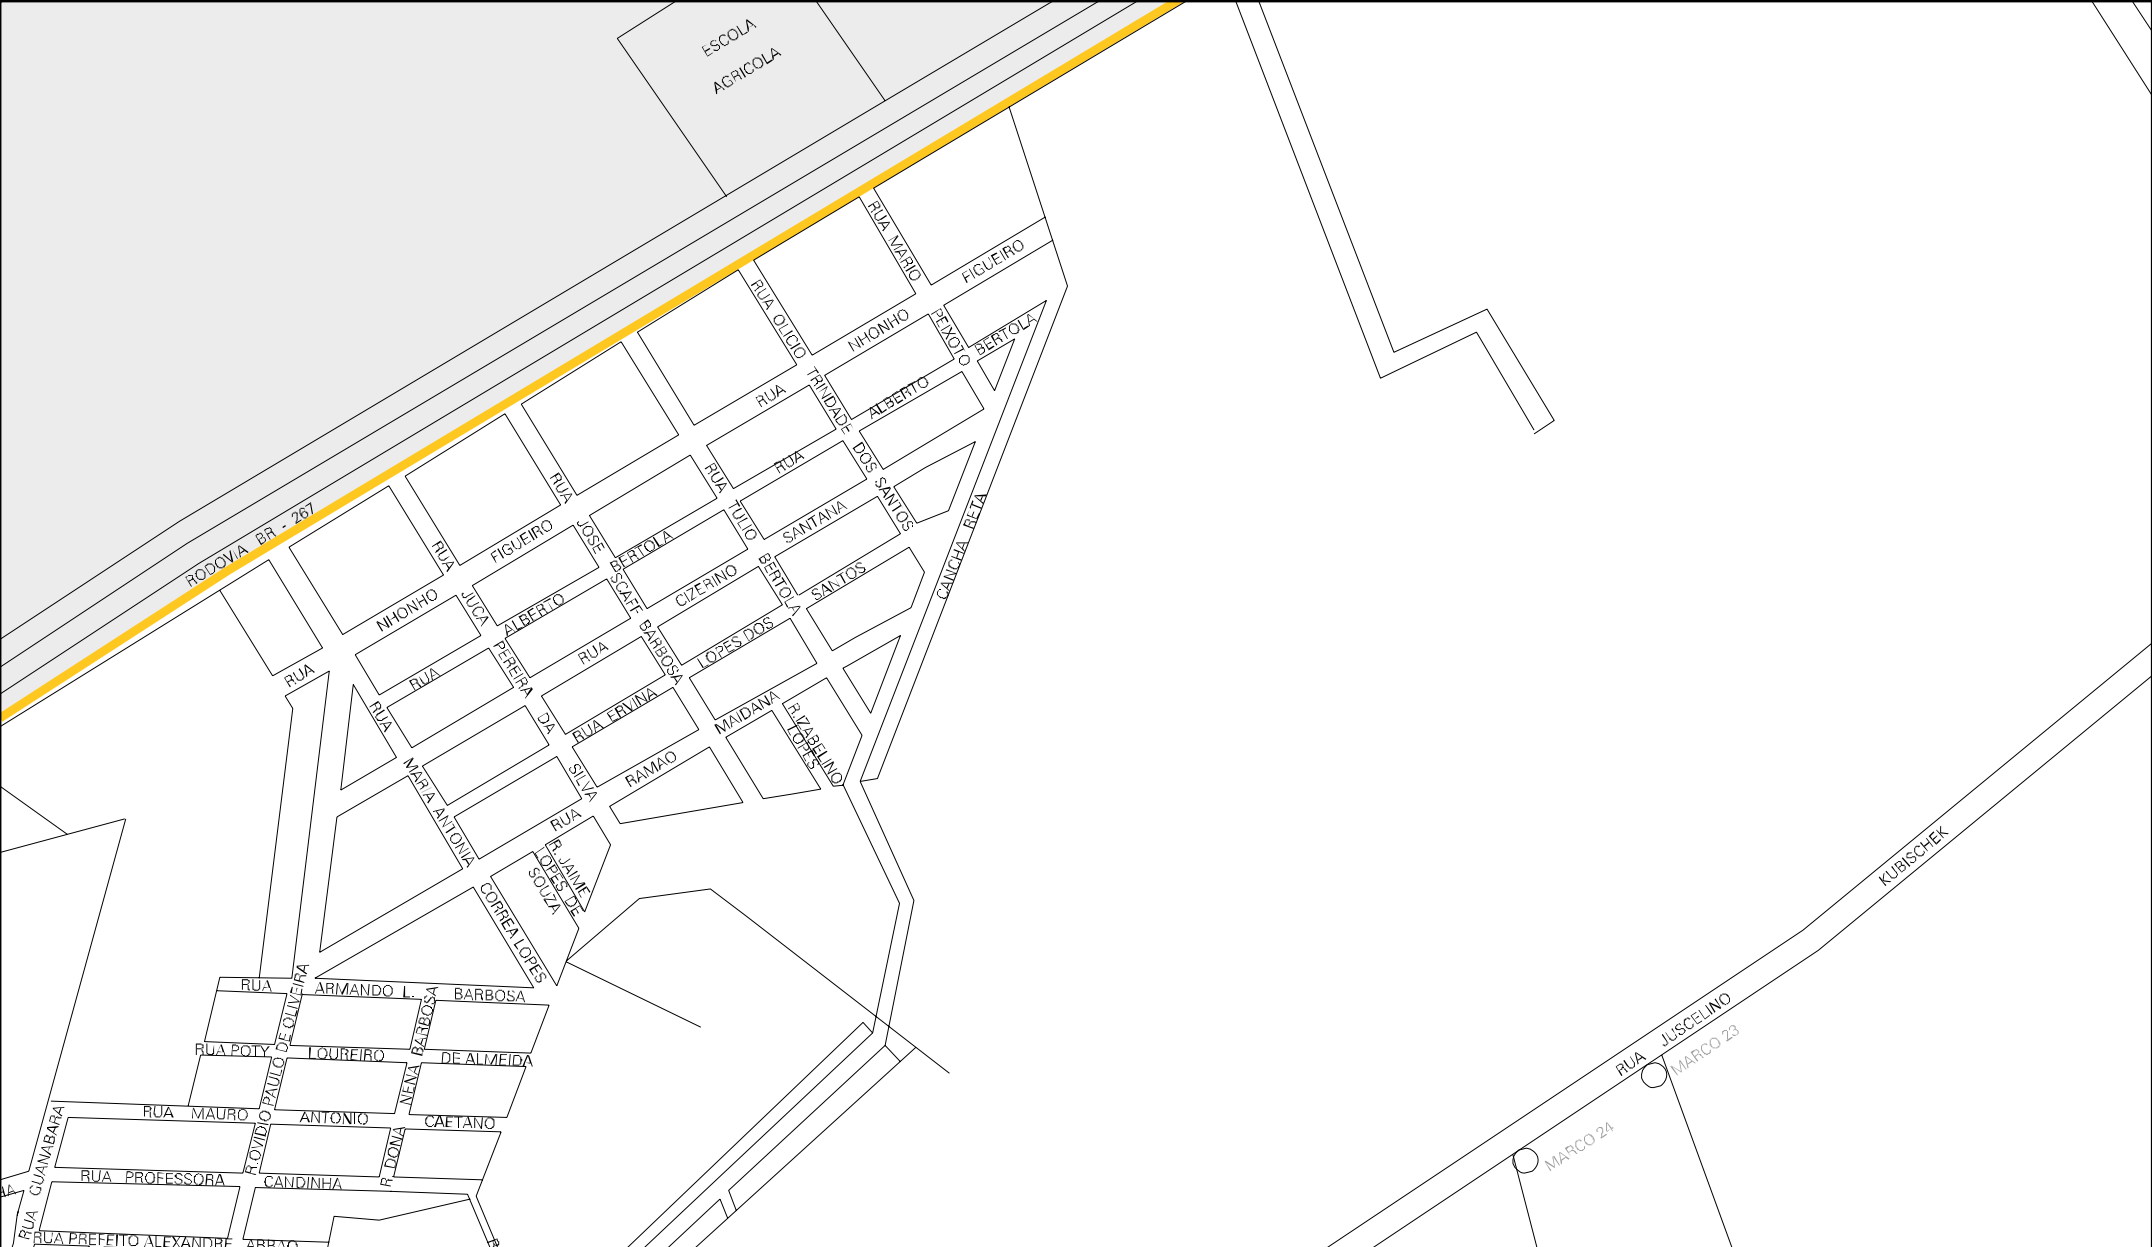 ESCOLA
AGRICOLA
RODOVIA BR - 267
RUA MARIO PEIXOTO
RUA NHONHO FIGUEIRO
RUA OLICIO TRINDADE DOS SANTOS
RUA ALBERTO BERTOLA
RUA TULIO BERTOLA
RUA NHONHO FIGUEIRO
RUA JOSE SCAFF BARBOSA
RUA ALBERTO BERTOLA
RUA CIZERINO SANTANA
CANCHA RETA
RUA JUCA PEREIRA DA SILVA
RUA ERVINA LOPES DOS SANTOS
RUA MARIA ANTONIA CORREA LOPES
RUA RAMAO MAIDANA
R.IZABELINO
LOPES
R. JAIME
LOPES DE
SOUZA
RUA ARMANDO L. BARBOSA
RUA POTY LOUREIRO DE ALMEIDA
RUA MAURO ANTONIO CAETANO
RUA PROFESSORA CANDINHA
RUA PREFEITO ALEXANDRE ABRAO
R.OVIDIO PAULO DE OLIVEIRA
R. DONA NENA BARBOSA
RUA GUANABARA
RUA JUSCELINO KUBISCHEK
MARCO 23
MARCO 24